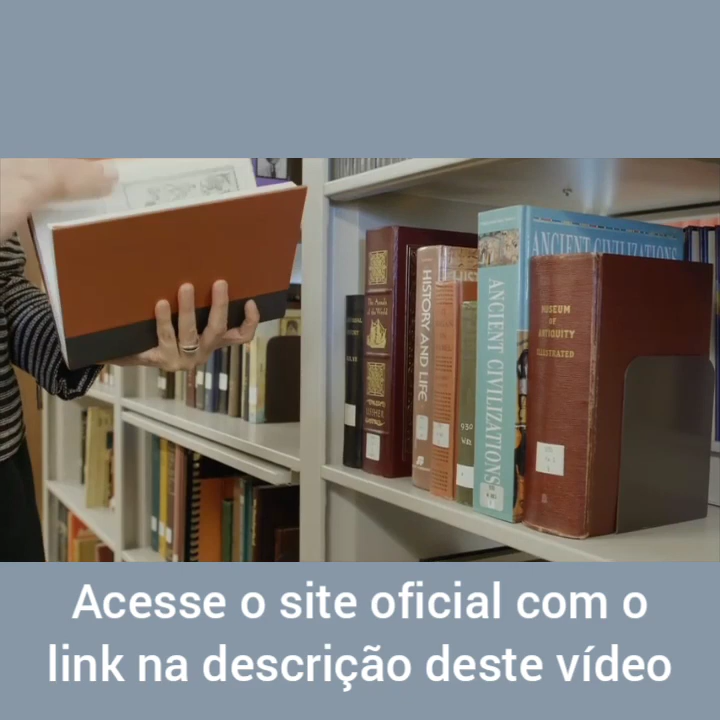 ANCIENT CIVILIZATIONS
HISTORY AND LIFE
ANCIENT CIVILIZATIONS
MUSEUM
OF
ANTIQUITY
ILLUSTRATED
930
Acesse o site oficial com o
link na descrição deste vídeo